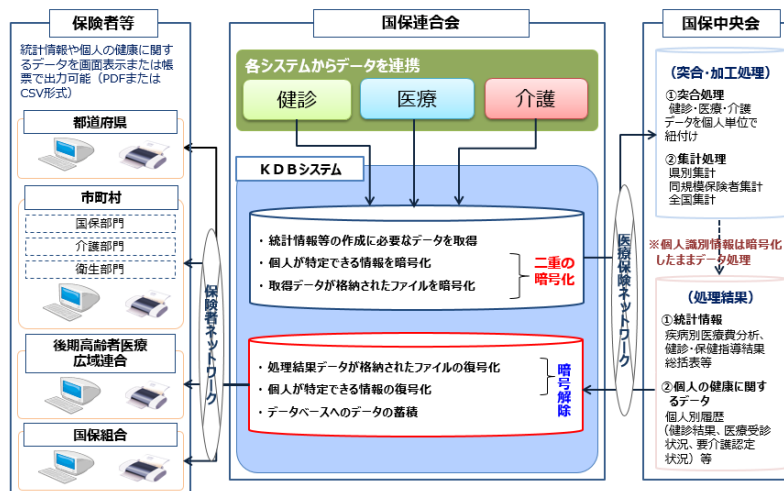 保険者等
統計情報や個人の健康に関す
るデータを画面表示または帳
票で出力可能（PDFまたは
CSV形式）
都道府県
市町村
国保部門
介護部門
衛生部門
後期高齢者医療
広域連合
国保組合
保険者ネットワーク
国保連合会
各システムからデータを連携
健診
医療
介護
KDBシステム
・統計情報等の作成に必要なデータを取得
・個人が特定できる情報を暗号化
・取得データが格納されたファイルを暗号化
二重の
暗号化
・処理結果データが格納されたファイルの復号化
・個人が特定できる情報の復号化
・データベースへのデータの蓄積
暗号
解除
医療保険ネットワーク
国保中央会
（突合・加工処理）
①突合処理
健診・医療・介護
データを個人単位で
紐付け
②集計処理
県別集計
同規模保険者集計
全国集計
※個人識別情報は暗号化
したままデータ処理
（処理結果）
①統計情報
疾病別医療費分析、
健診・保健指導結果
総括表等
②個人の健康に関す
るデータ
個人別履歴
（健診結果、医療受診
状況、要介護認定
状況）等